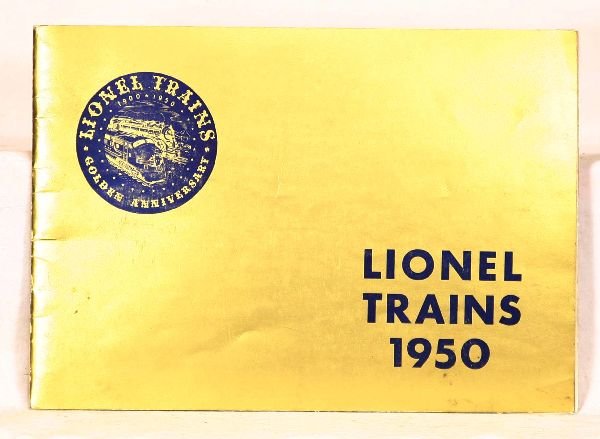 LIONEL TRAINS
1900 * 1950
GOLDEN ANNIVERSARY
LIONEL
TRAINS
1950